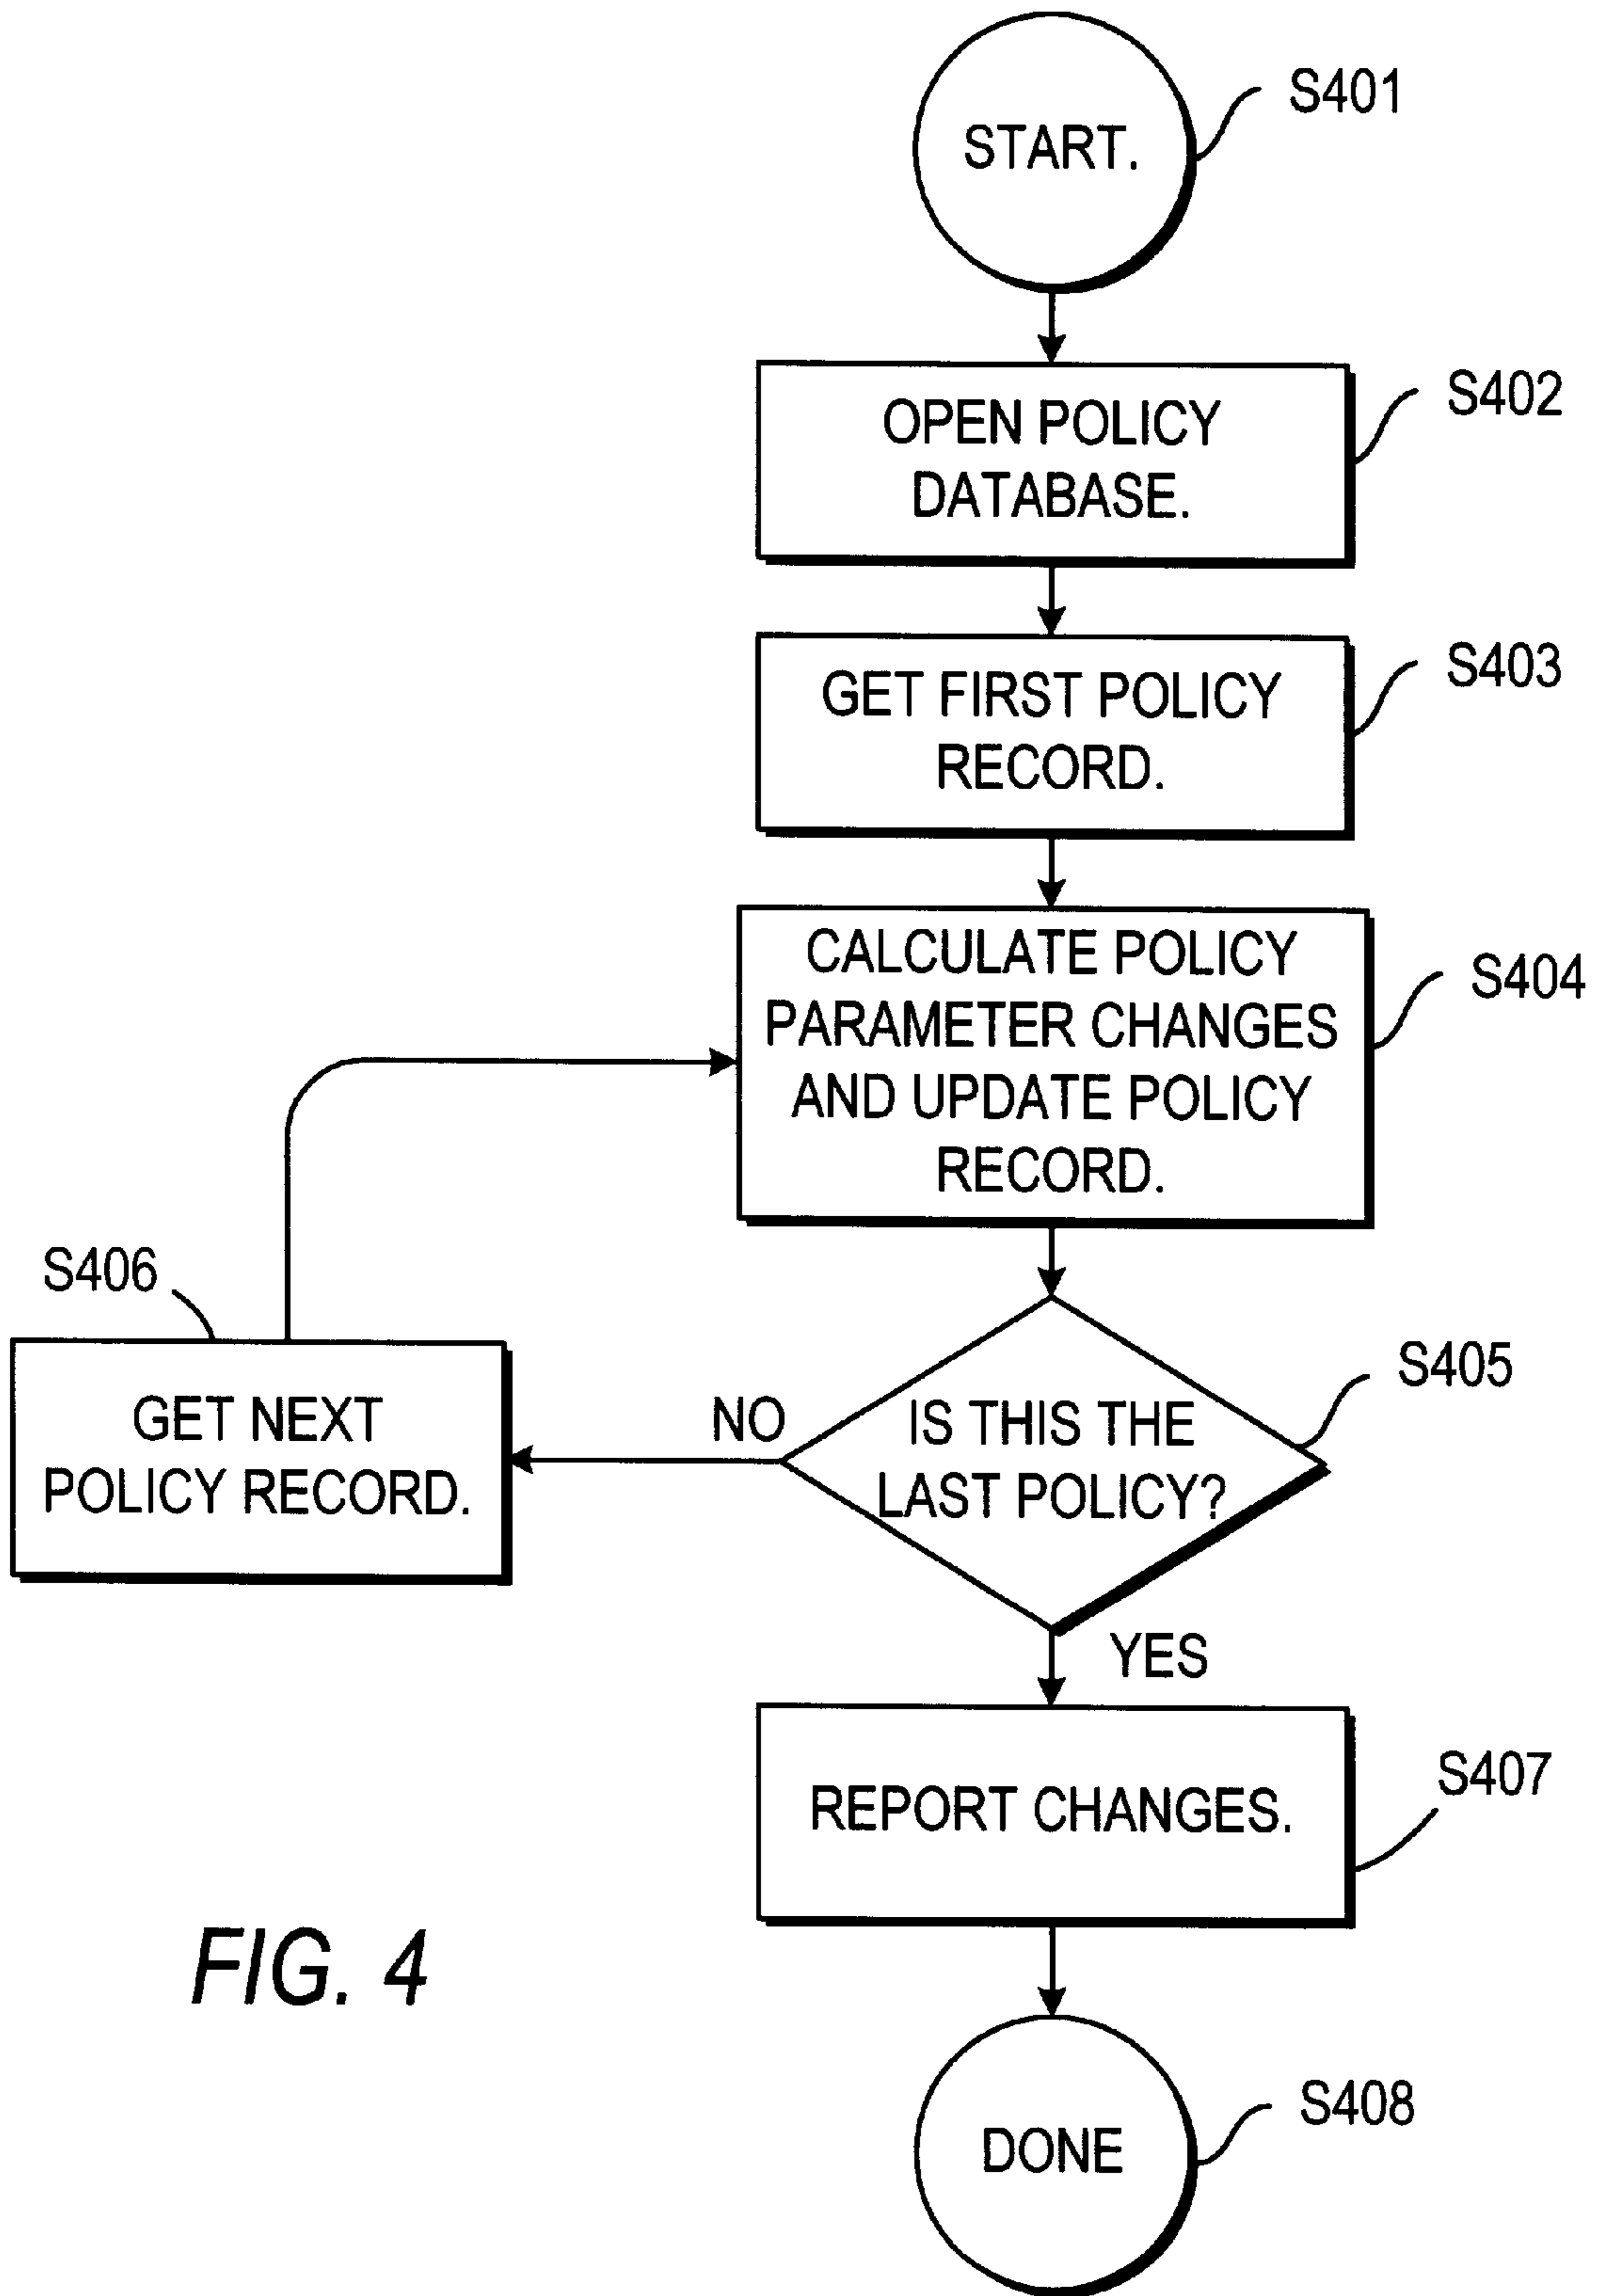 START.
S401
OPEN POLICY
DATABASE.
S402
GET FIRST POLICY
RECORD.
S403
CALCULATE POLICY
PARAMETER CHANGES
AND UPDATE POLICY
RECORD.
S404
S406
GET NEXT
POLICY RECORD.
NO
IS THIS THE
LAST POLICY?
S405
YES
REPORT CHANGES.
S407
FIG. 4
DONE
S408